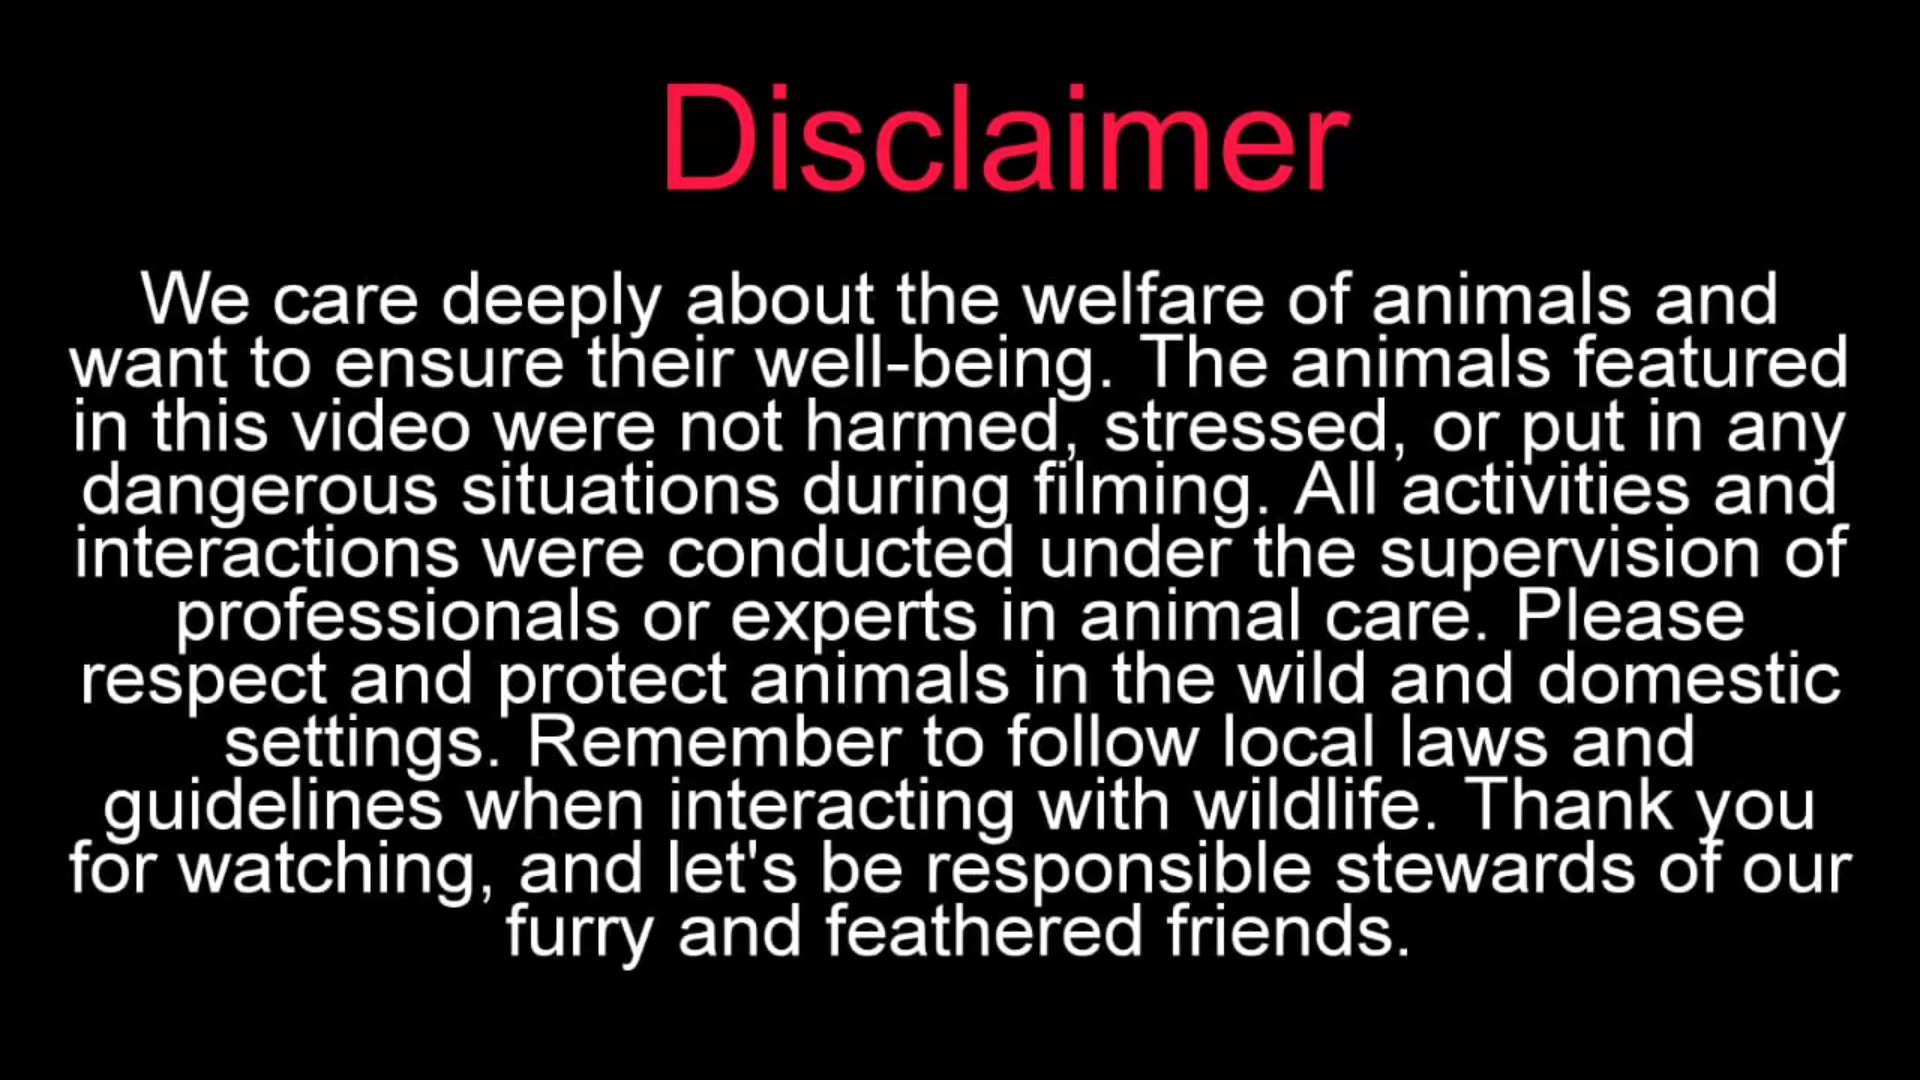 Disclaimer
We care deeply about the welfare of animals and
want to ensure their well-being. The animals featured
in this video were not harmed, stressed, or put in any
dangerous situations during filming. All activities and
interactions were conducted under the supervision of
professionals or experts in animal care. Please
respect and protect animals in the wild and domestic
settings. Remember to follow local laws and
guidelines when interacting with wildlife. Thank you
for watching, and let's be responsible stewards of our
furry and feathered friends.